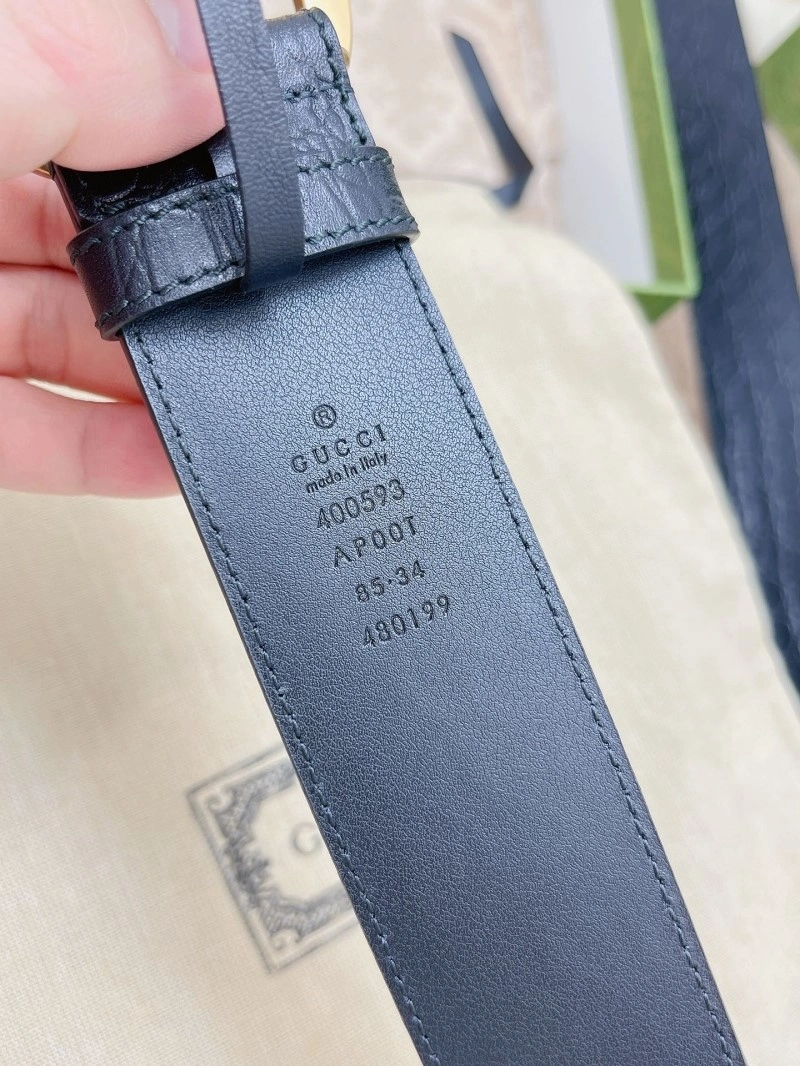 ®
GUCCI
made in italy
400593
AP00T
85·34
480199
G